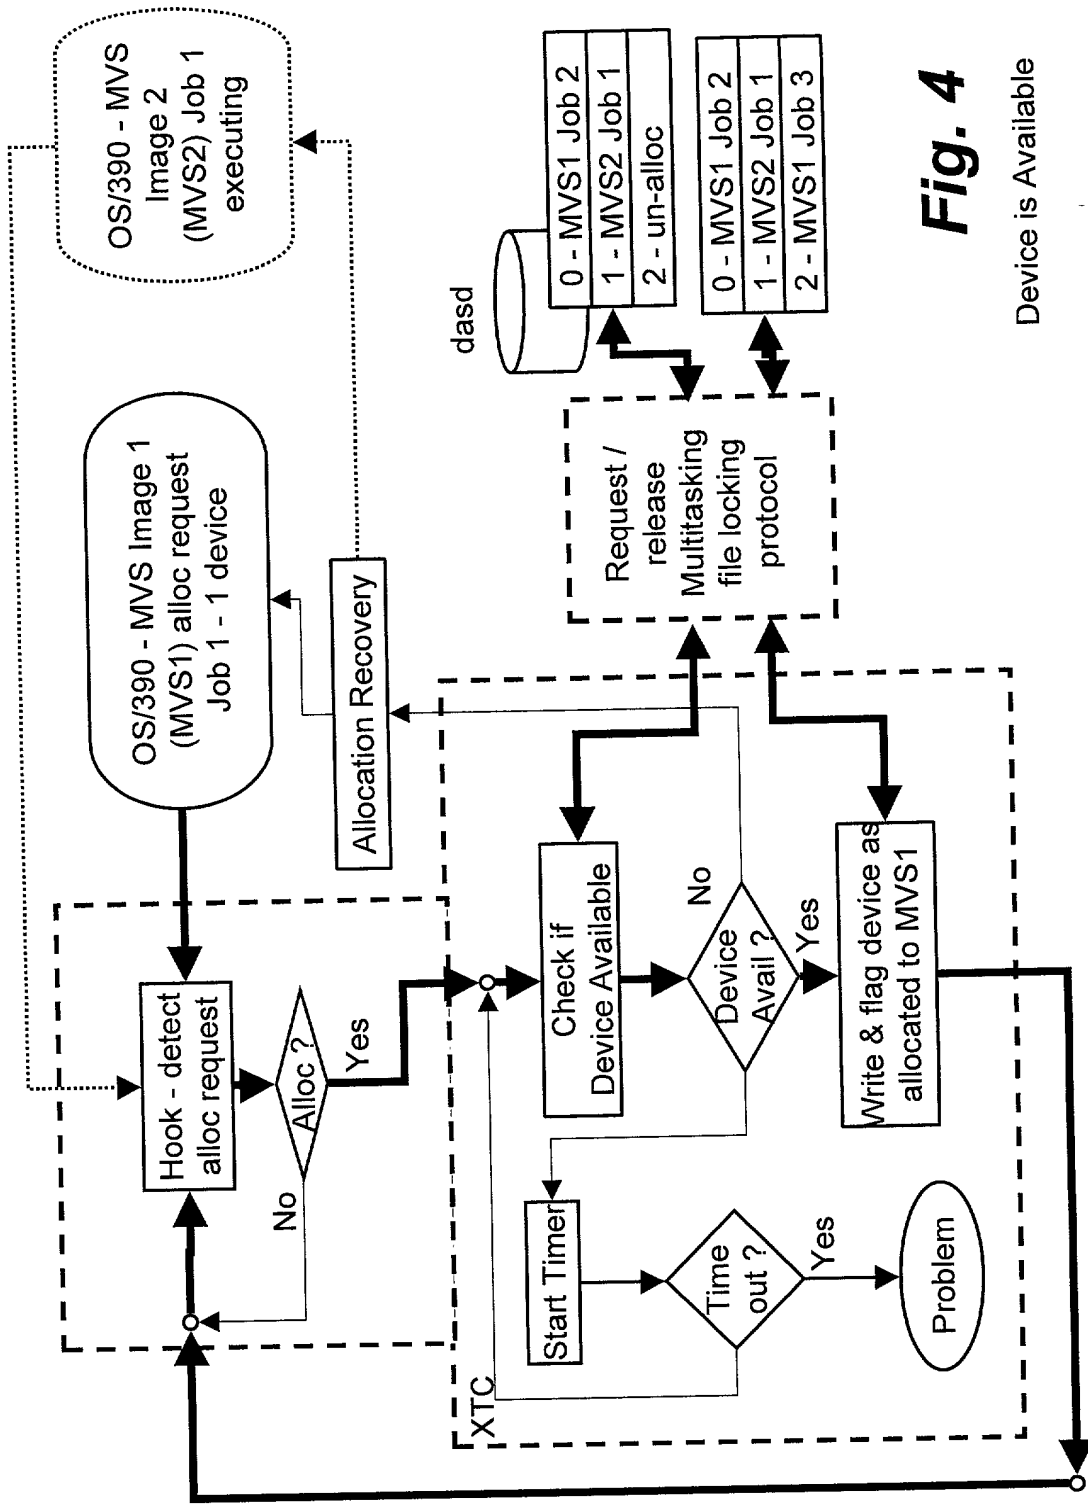 OS/390 - MVS
Image 2
(MVS2) Job 1
executing
OS/390 - MVS Image 1
(MVS1) alloc request
Job 1 - 1 device
Hook - detect
alloc request
Alloc ?
No
Yes
Allocation Recovery
XTC
Check if
Device Available
Device
Avail ?
No
Yes
Start Timer
Time
out ?
Yes
Problem
Write & flag device as
allocated to MVS1
Request /
release
Multitasking
file locking
protocol
dasd
0 - MVS1 Job 2
1 - MVS2 Job 1
2 - un-alloc
0 - MVS1 Job 2
1 - MVS2 Job 1
2 - MVS1 Job 3
Fig. 4
Device is Available